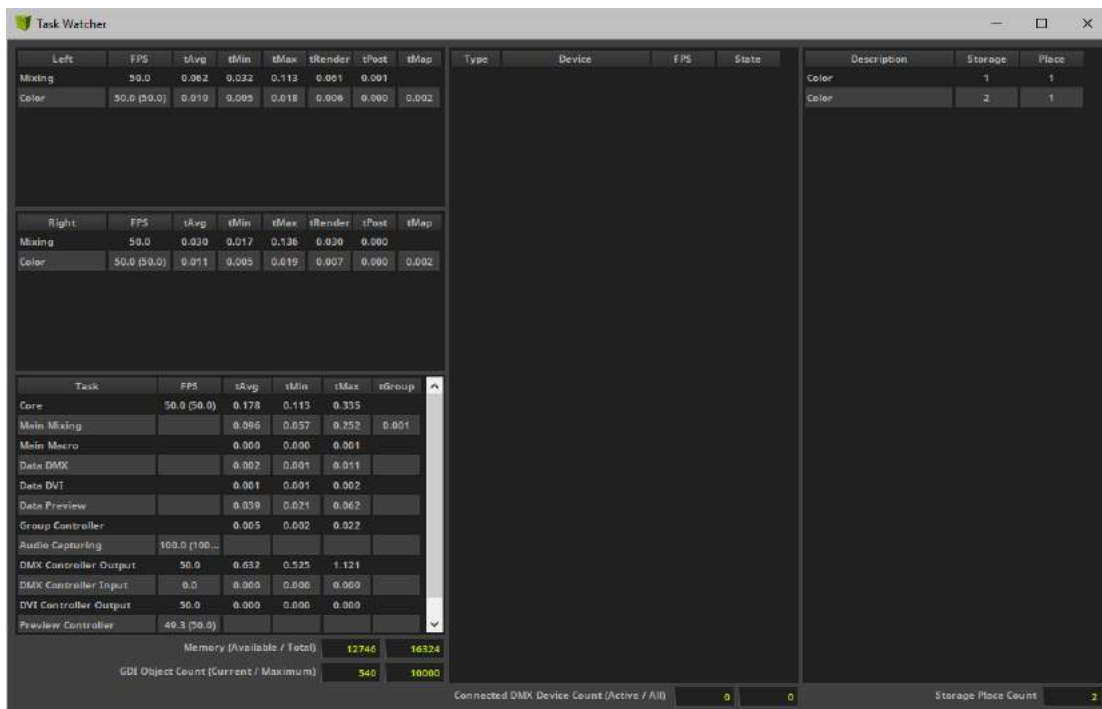 Task Watcher
Left FPS tAvg tMin tMax tRender tPost tMap
Mixing 50.0 0.062 0.032 0.113 0.061 0.001
Color 50.0 (50.0) 0.010 0.005 0.018 0.006 0.000 0.002
Right FPS tAvg tMin tMax tRender tPost tMap
Mixing 50.0 0.030 0.017 0.136 0.030 0.000
Color 50.0 (50.0) 0.011 0.005 0.019 0.007 0.000 0.002
Task FPS tAvg tMin tMax tGroup
Core 50.0 (50.0) 0.178 0.113 0.335
Main Mixing 0.096 0.057 0.252 0.001
Main Macro 0.000 0.000 0.001
Data DMX 0.002 0.001 0.011
Data DVI 0.001 0.001 0.002
Data Preview 0.039 0.021 0.062
Group Controller 0.005 0.002 0.022
Audio Capturing 100.0 (100...
DMX Controller Output 50.0 0.632 0.525 1.121
DMX Controller Input 0.0 0.000 0.000 0.000
DVI Controller Output 50.0 0.000 0.000 0.000
Preview Controller 49.3 (50.0)
Memory (Available / Total) 12746 16324
GDI Object Count (Current / Maximum) 540 10000
Type Device FPS State
Connected DMX Device Count (Active / All) 0 0
Description Storage Place
Color 1 1
Color 2 1
Storage Place Count 2